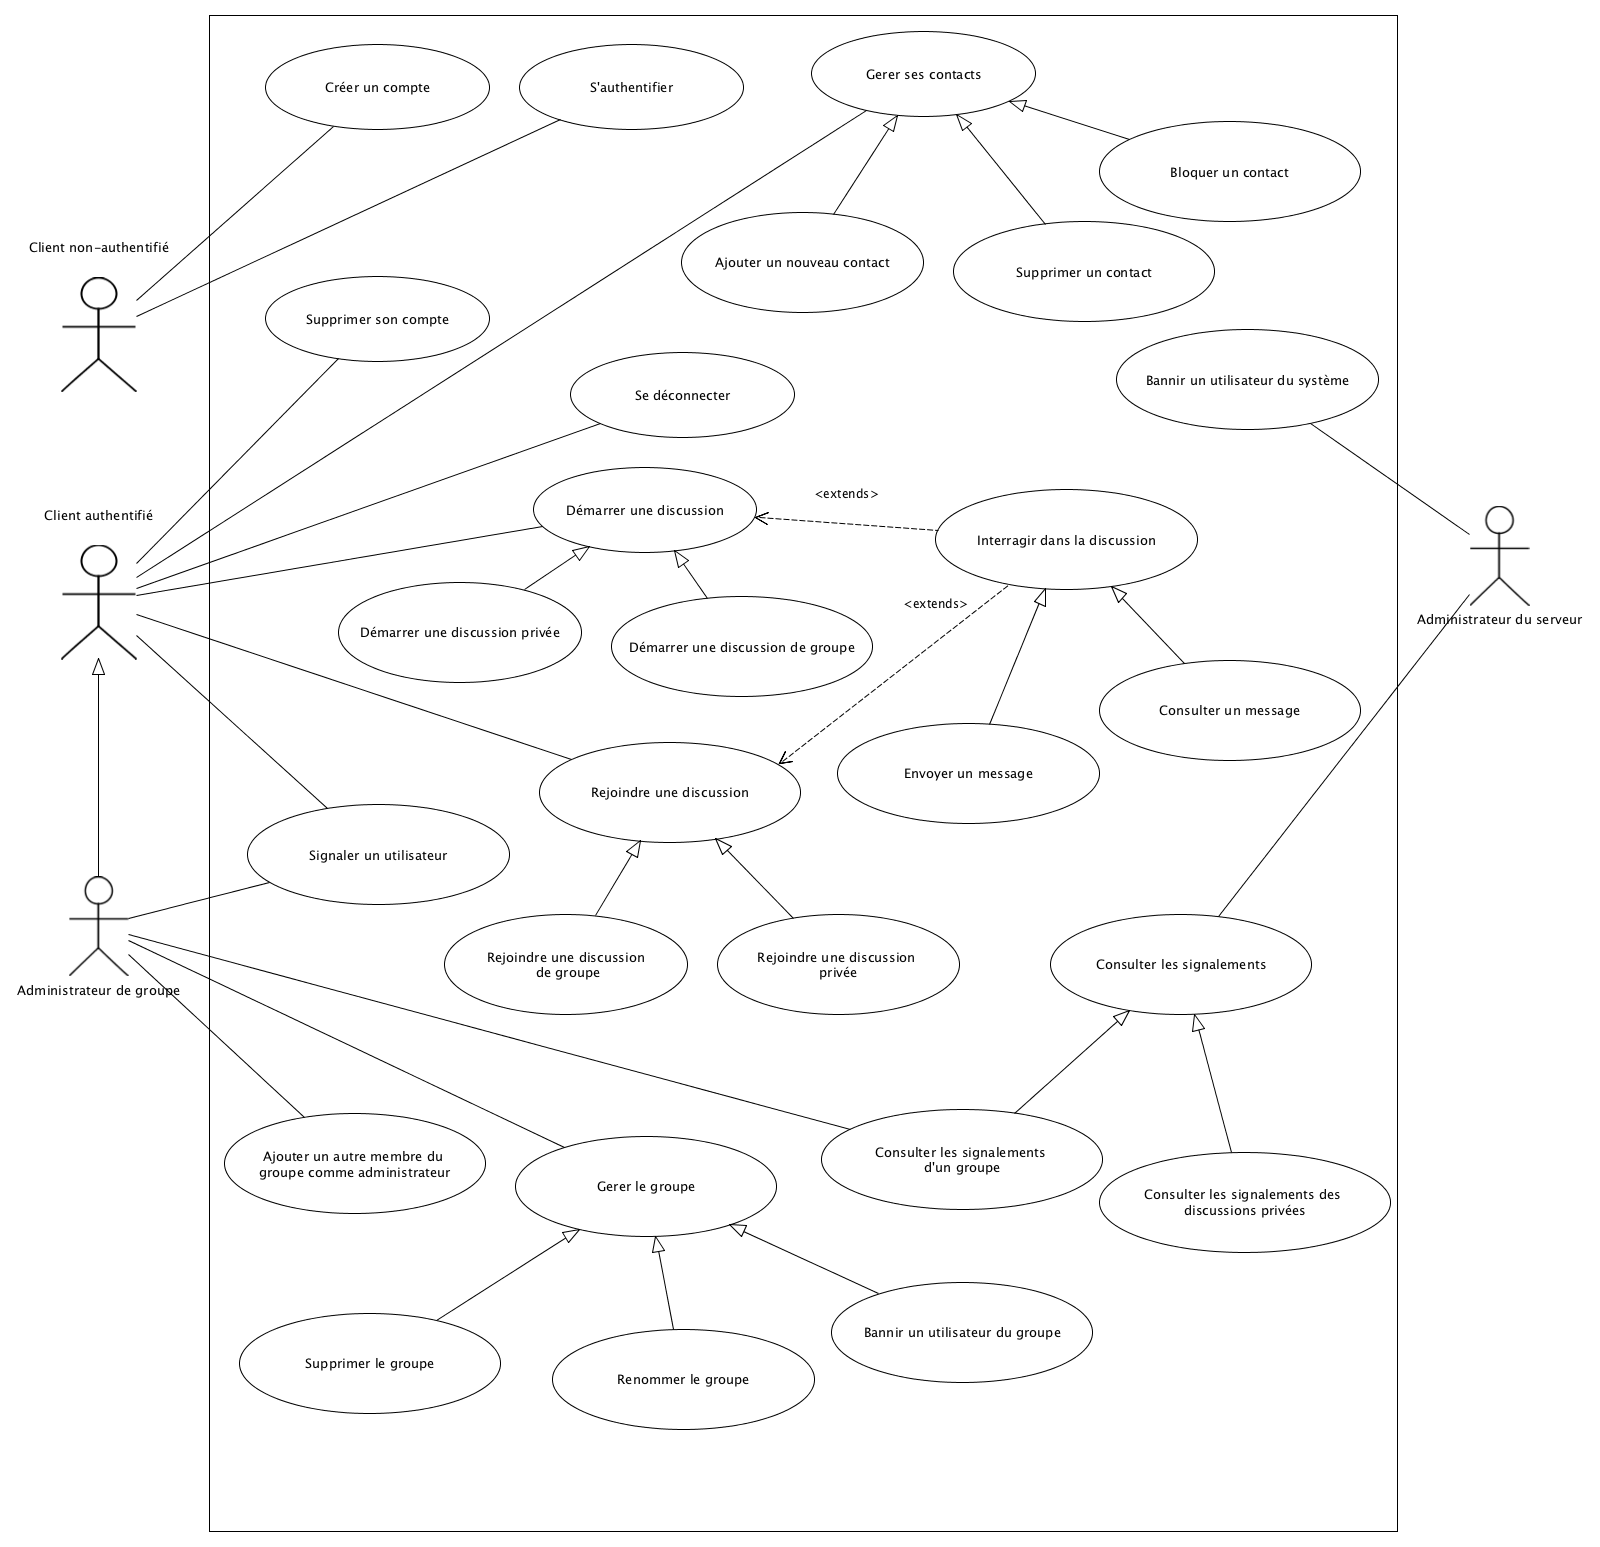 Créer un compte
S'authentifier
Gerer ses contacts
Bloquer un contact
Client non-authentifié
Ajouter un nouveau contact
Supprimer un contact
Supprimer son compte
Bannir un utilisateur du système
Se déconnecter
Client authentifié
Démarrer une discussion
<extends>
Interragir dans la discussion
<extends>
Administrateur du serveur
Démarrer une discussion privée
Démarrer une discussion de groupe
Consulter un message
Envoyer un message
Rejoindre une discussion
Signaler un utilisateur
Rejoindre une discussion
de groupe
Rejoindre une discussion
privée
Consulter les signalements
Administrateur de groupe
Ajouter un autre membre du
groupe comme administrateur
Gerer le groupe
Consulter les signalements
d'un groupe
Consulter les signalements des
discussions privées
Supprimer le groupe
Renommer le groupe
Bannir un utilisateur du groupe